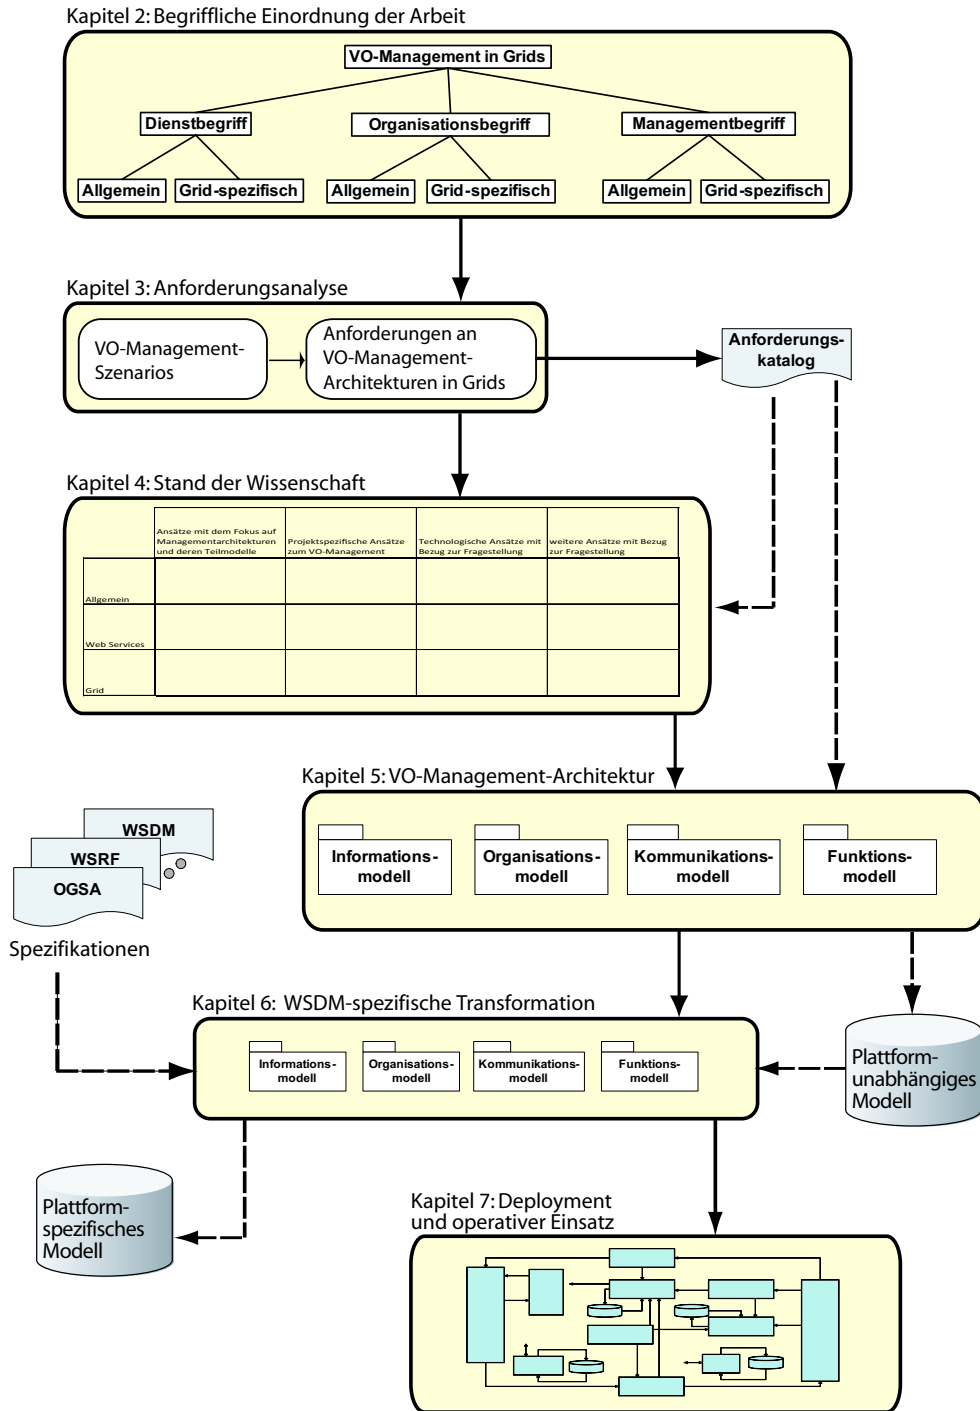 Kapitel 2: Begriffliche Einordnung der Arbeit
VO-Management in Grids
Dienstbegriff
Organisationsbegriff
Managementbegriff
Allgemein
Grid-spezifisch
Allgemein
Grid-spezifisch
Allgemein
Grid-spezifisch
Kapitel 3: Anforderungsanalyse
VO-Management-
Szenarios
Anforderungen an
VO-Management-
Architekturen in Grids
Anforderungs-
katalog
Kapitel 4: Stand der Wissenschaft
Ansätze mit dem Fokus auf
Managementarchitekturen
und deren Teilmodelle
Projektspezifische Ansätze
zum VO-Management
Technologische Ansätze mit
Bezug zur Fragestellung
weitere Ansätze mit Bezug
zur Fragestellung
Allgemein
Web Services
Grid
Kapitel 5: VO-Management-Architektur
Informations-
modell
Organisations-
modell
Kommunikations-
modell
Funktions-
modell
WSDM
WSRF
OGSA
Spezifikationen
Kapitel 6: WSDM-spezifische Transformation
Informations-
modell
Organisations-
modell
Kommunikations-
modell
Funktions-
modell
Plattform-
unabhängiges
Modell
Plattform-
spezifisches
Modell
Kapitel 7: Deployment
und operativer Einsatz